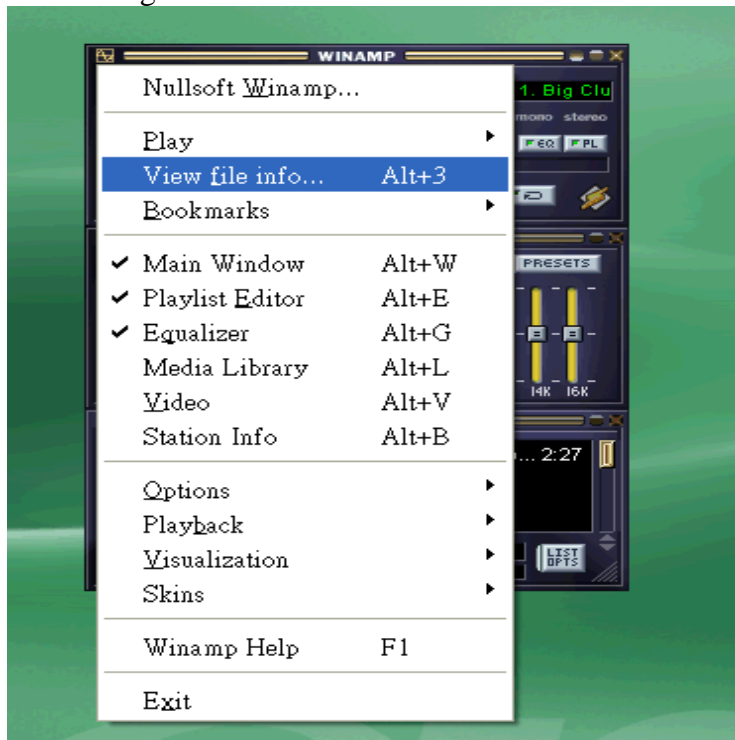 WINAMP
Nullsoft Winamp...
1. Big Clu
mono stereo
Play
EQ PL
View file info... Alt+3
Bookmarks
Main Window Alt+W
PRESETS
Playlist Editor Alt+E
Equalizer Alt+G
Media Library Alt+L
14K 16K
Video Alt+V
Station Info Alt+B
... 2:27
Options
Playback
Visualization
LIST
OPTS
Skins
Winamp Help F1
Exit